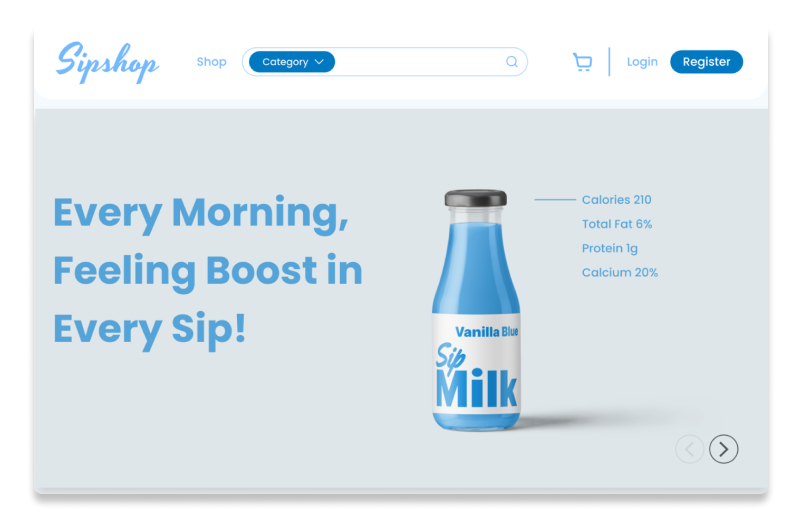 Sipshop
Shop
Category
Login
Register
Every Morning,
Feeling Boost in
Every Sip!
Calories 210
Total Fat 6%
Protein 1g
Calcium 20%
Vanilla Blue
Sip
Milk